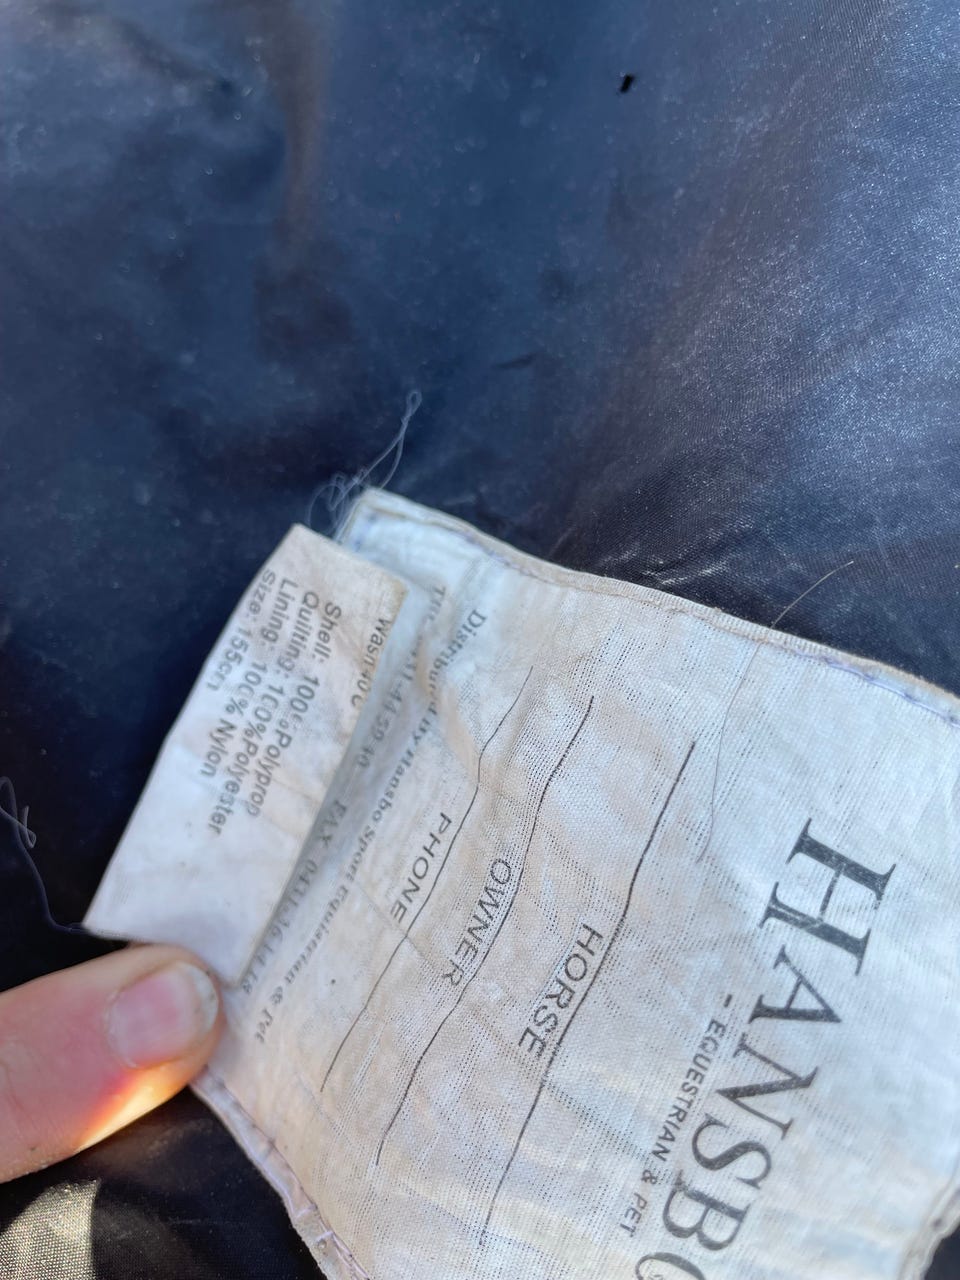 HANSBO
- EQUESTRIAN & PET
HORSE
OWNER
PHONE
Distributed by Hansbo Sport Equestrian & Pet
FAX
Wash 40°C
Shell: 100% Polyprop
Quilting: 100% Polyester
Lining: 100% Nylon
Size: 155cm